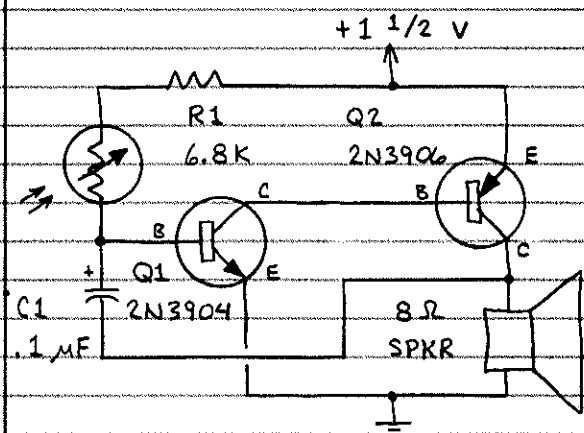 +1 1/2 V
R1
6.8K
Q2
2N3906
E
B
C
C
B
E
Q1
2N3904
+
C1
.1 µF
8 Ω
SPKR